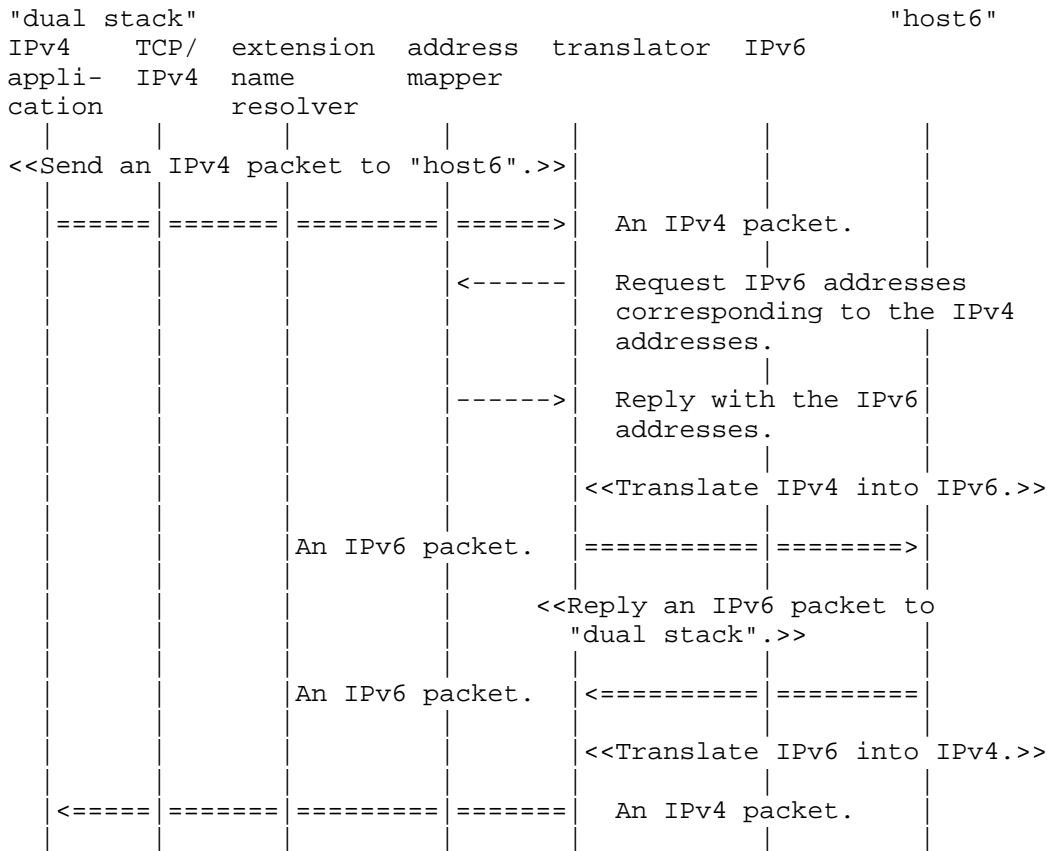 "dual stack" "host6"
IPv4 TCP/ extension address translator IPv6
appli- IPv4 name mapper
cation resolver
<<Send an IPv4 packet to "host6".>>
An IPv4 packet.
Request IPv6 addresses
corresponding to the IPv4
addresses.
Reply with the IPv6
addresses.
<<Translate IPv4 into IPv6.>>
An IPv6 packet.
<<Reply an IPv6 packet to
"dual stack".>>
An IPv6 packet.
<<Translate IPv6 into IPv4.>>
An IPv4 packet.